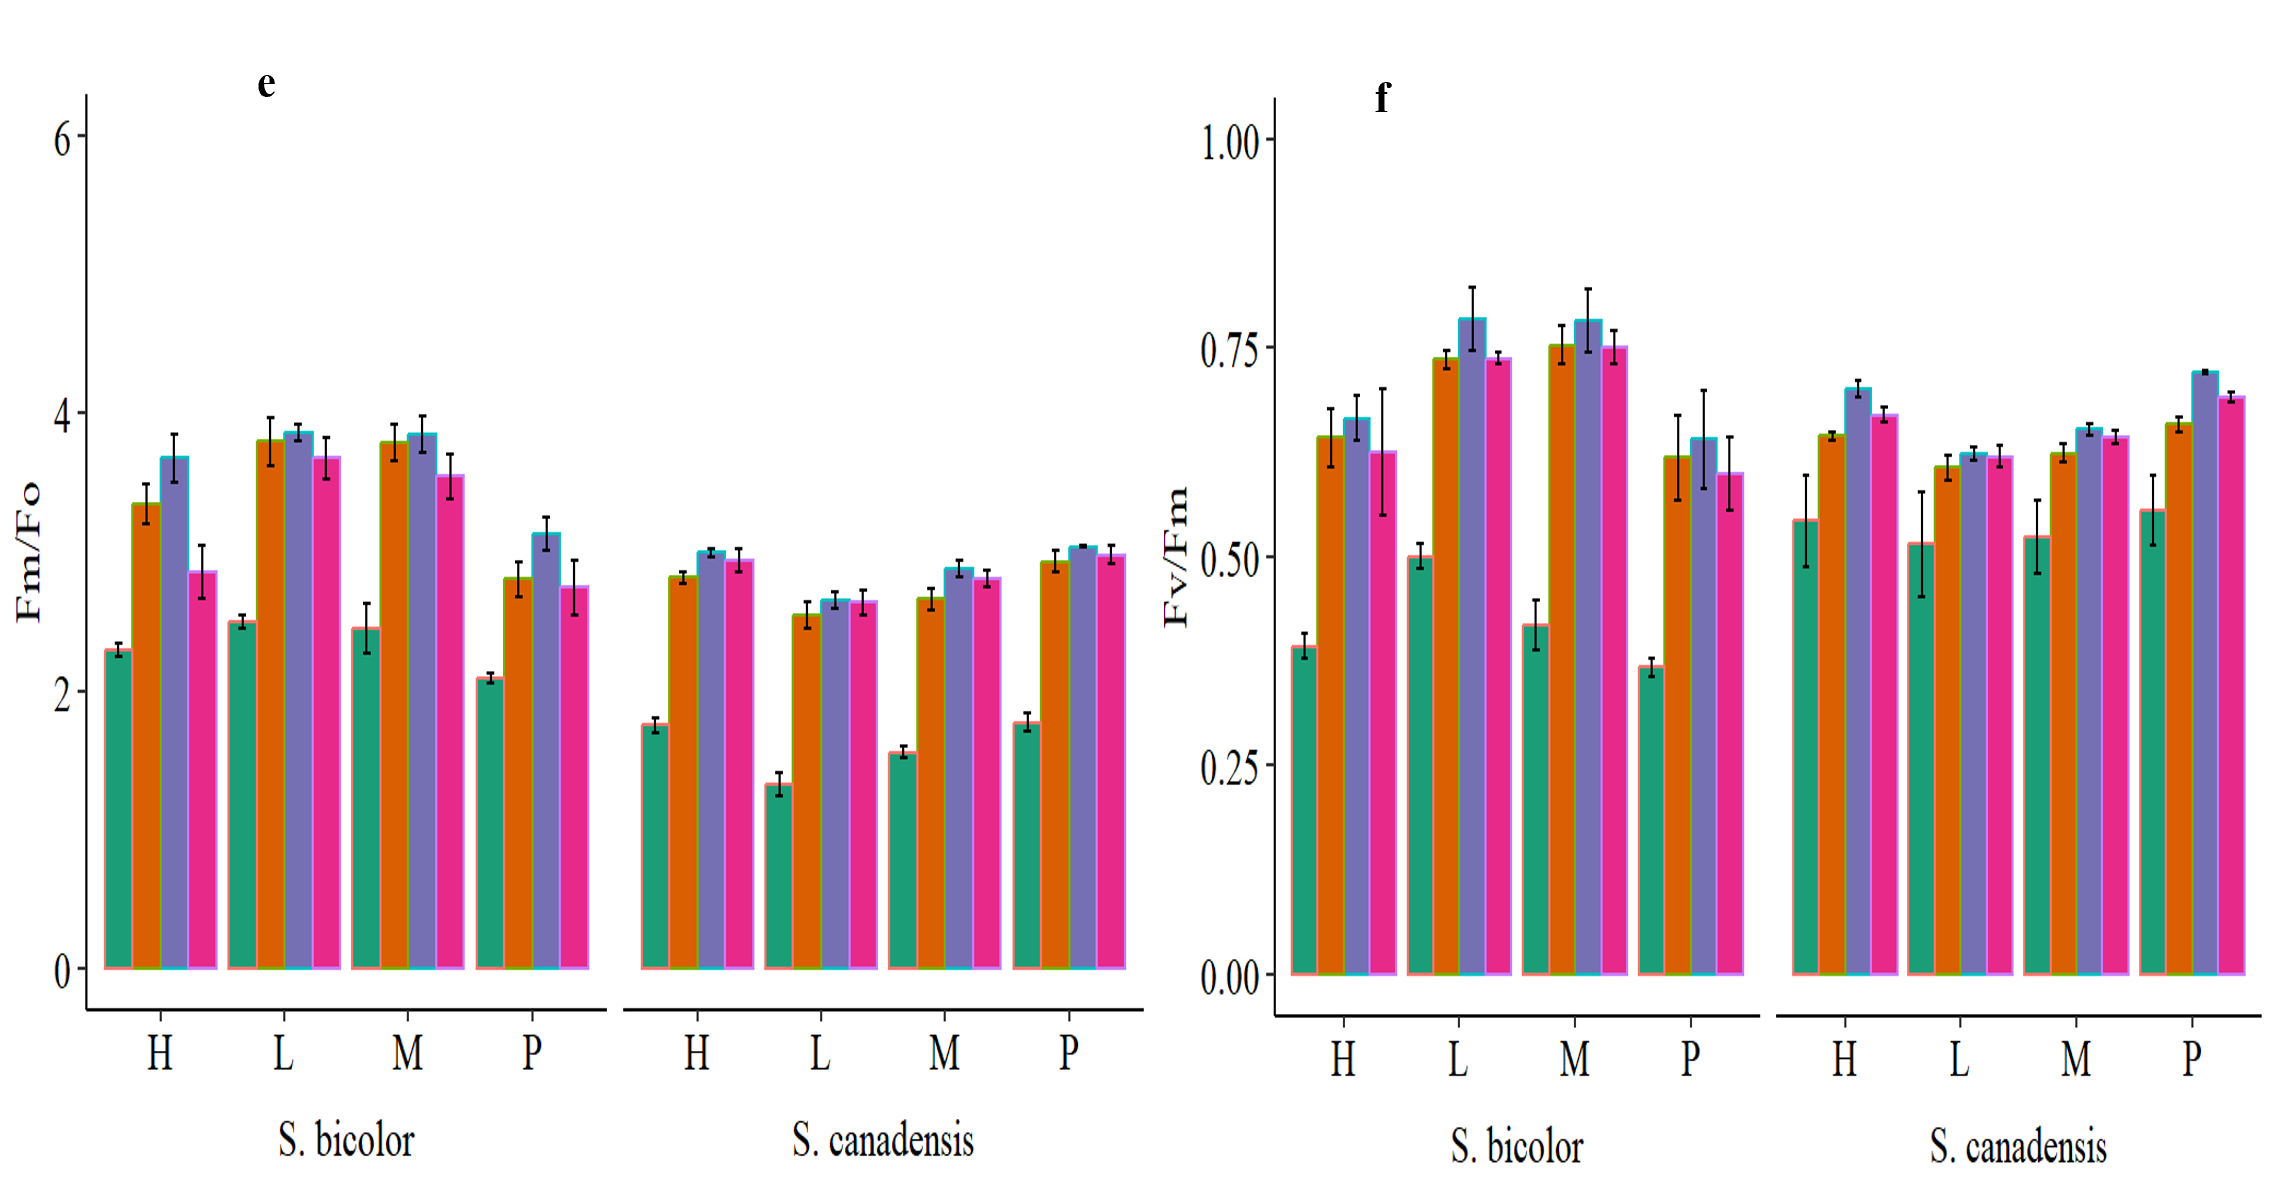 e
6
4
2
0
Fm/Fo
H L M P H L M P
S. bicolor S. canadensis
f
1.00
0.75
0.50
0.25
0.00
Fv/Fm
H L M P H L M P
S. bicolor S. canadensis